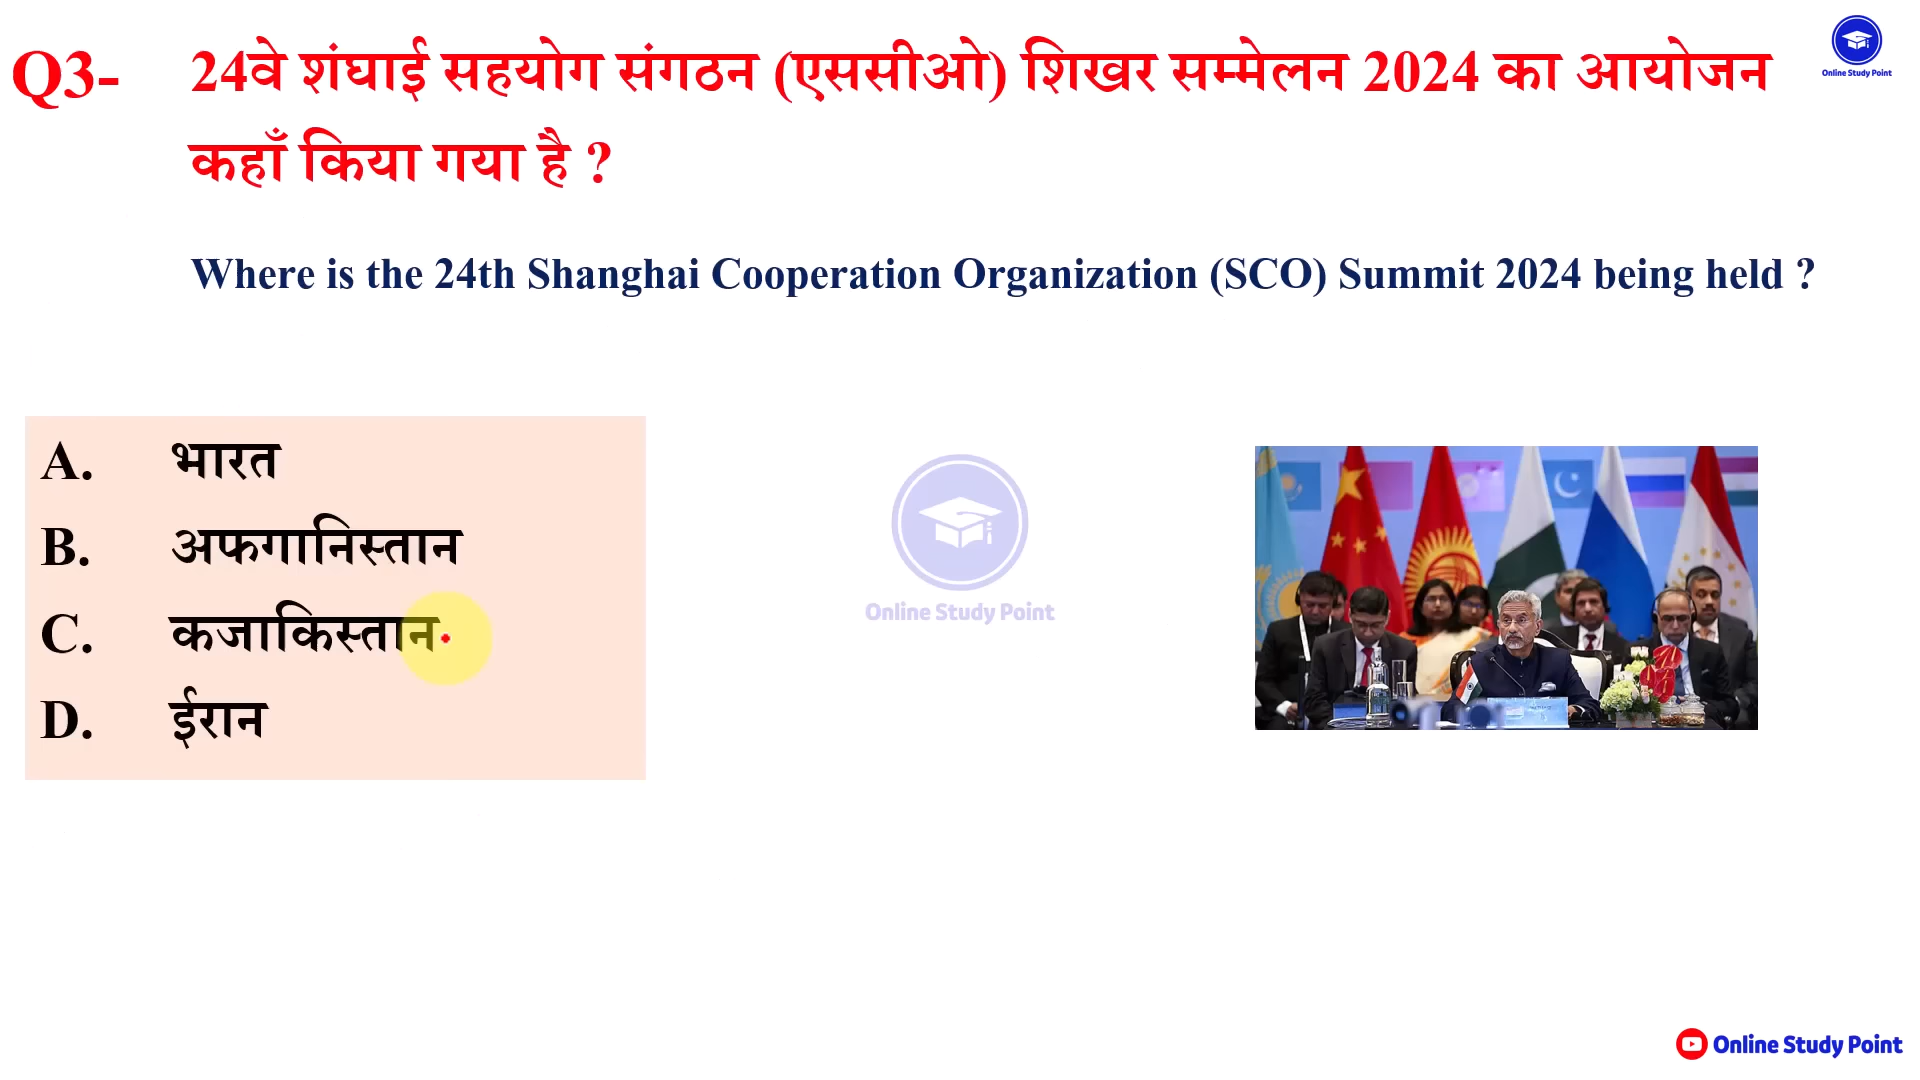 Q3- 24वे शंघाई सहयोग संगठन (एससीओ) शिखर सम्मेलन 2024 का आयोजन
कहाँ किया गया है ?
Online Study Point
Where is the 24th Shanghai Cooperation Organization (SCO) Summit 2024 being held ?
A. भारत
B. अफगानिस्तान
C. कजाकिस्तान
D. ईरान
Online Study Point
Online Study Point